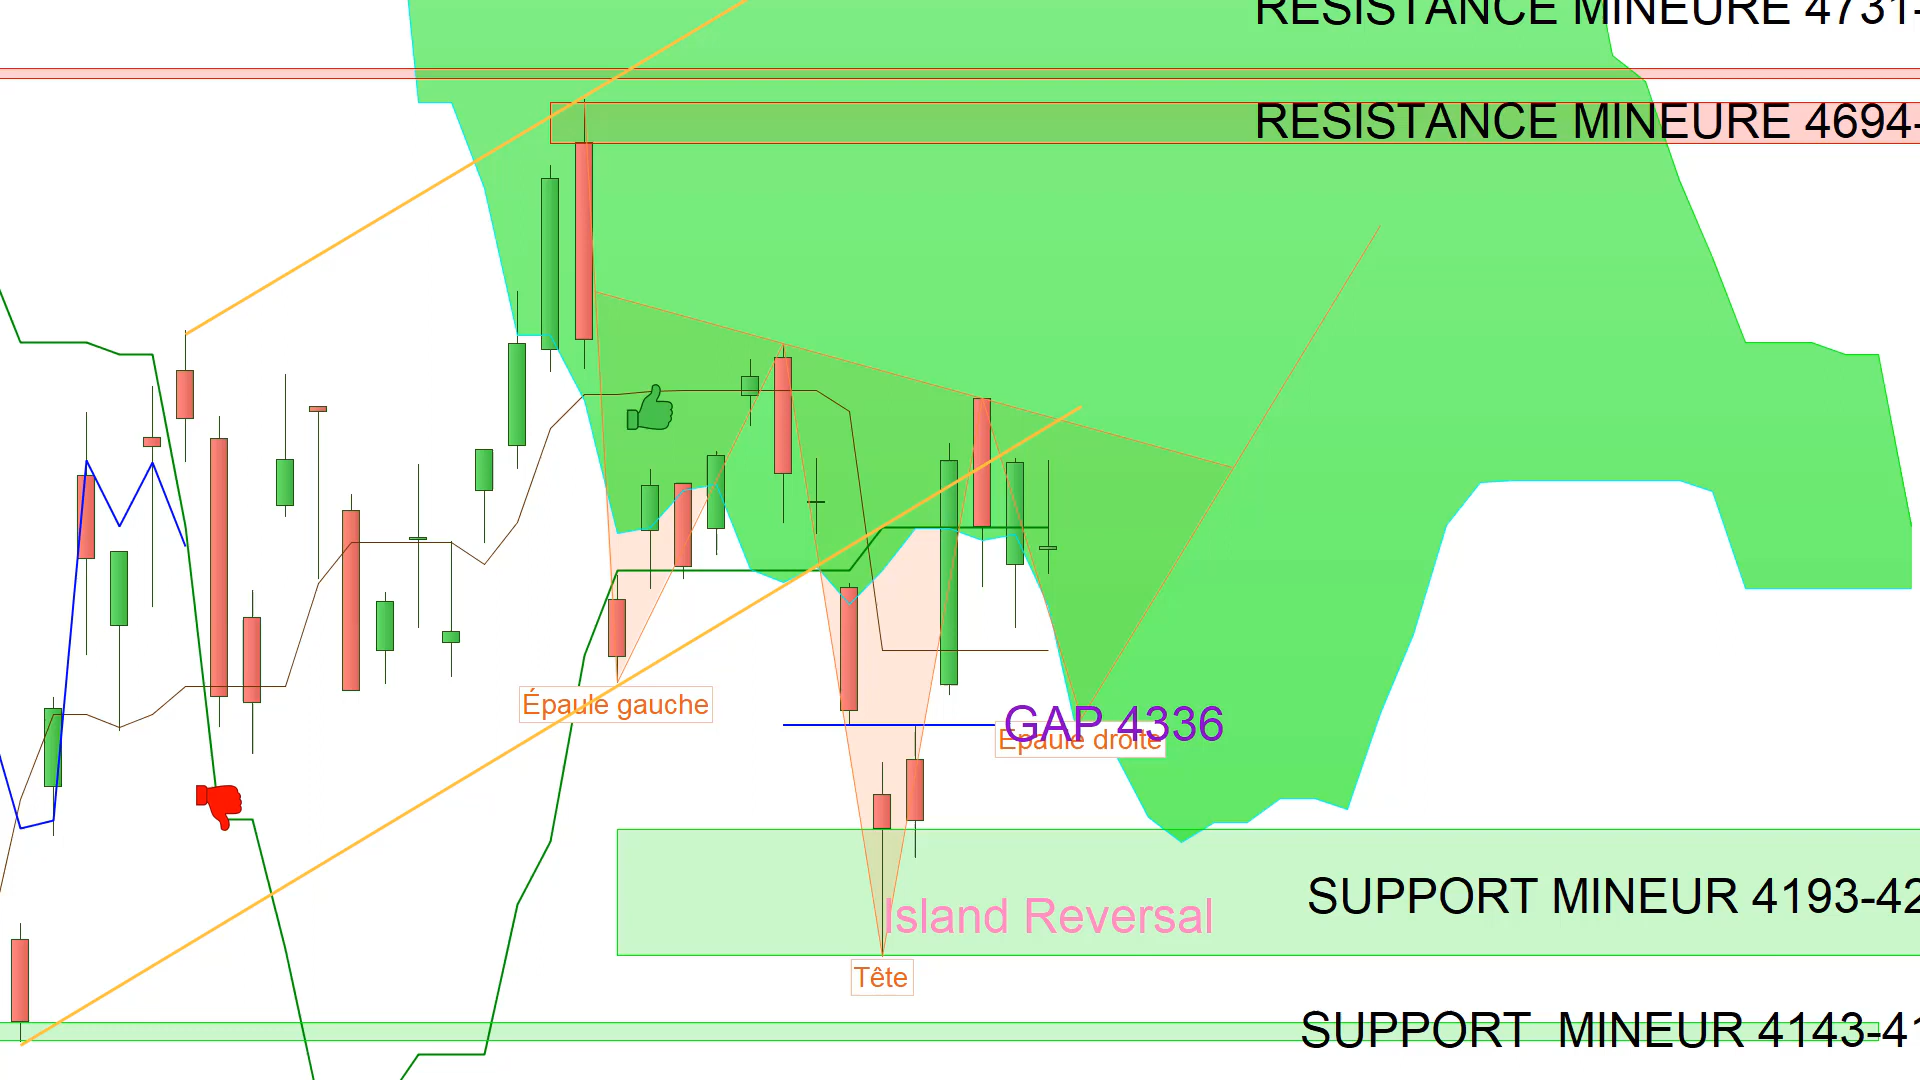 RESISTANCE MINEURE 4731-
RESISTANCE MINEURE 4694-
Épaule gauche
GAP 4336
Épaule droite
SUPPORT MINEUR 4193-42
Island Reversal
Tête
SUPPORT MINEUR 4143-41